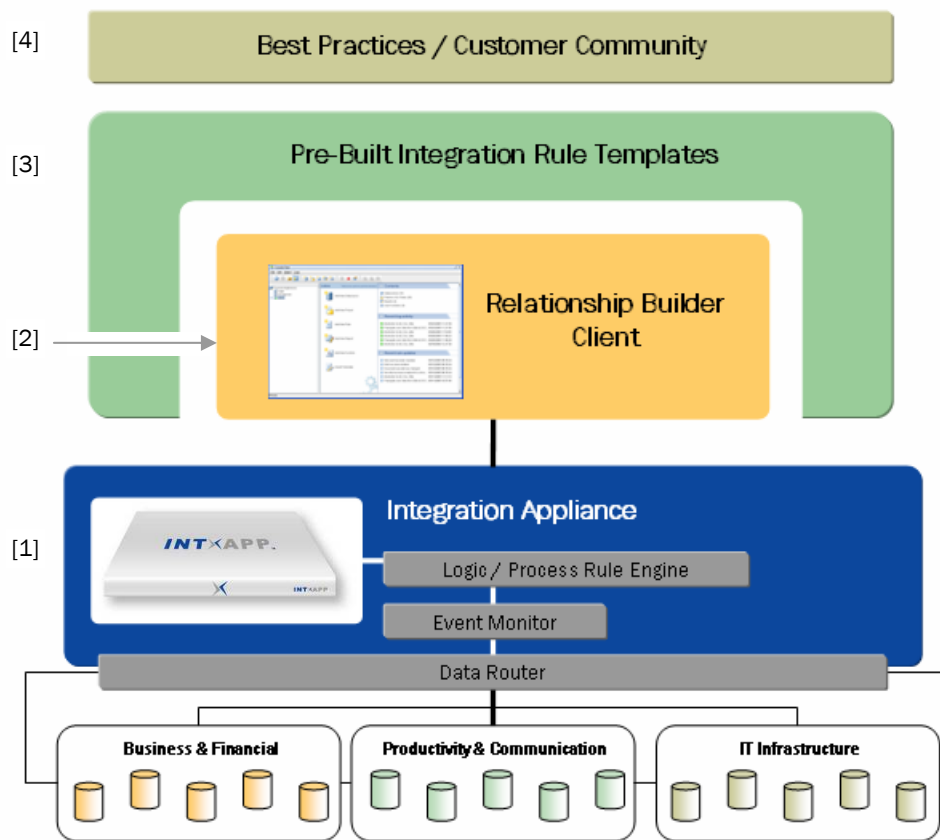 [4]
Best Practices / Customer Community
[3]
Pre-Built Integration Rule Templates
[2]
Relationship Builder
Client
[1]
Integration Appliance
INTXAPP.
INTXAPP
Logic / Process Rule Engine
Event Monitor
Data Router
Business & Financial
Productivity & Communication
IT Infrastructure